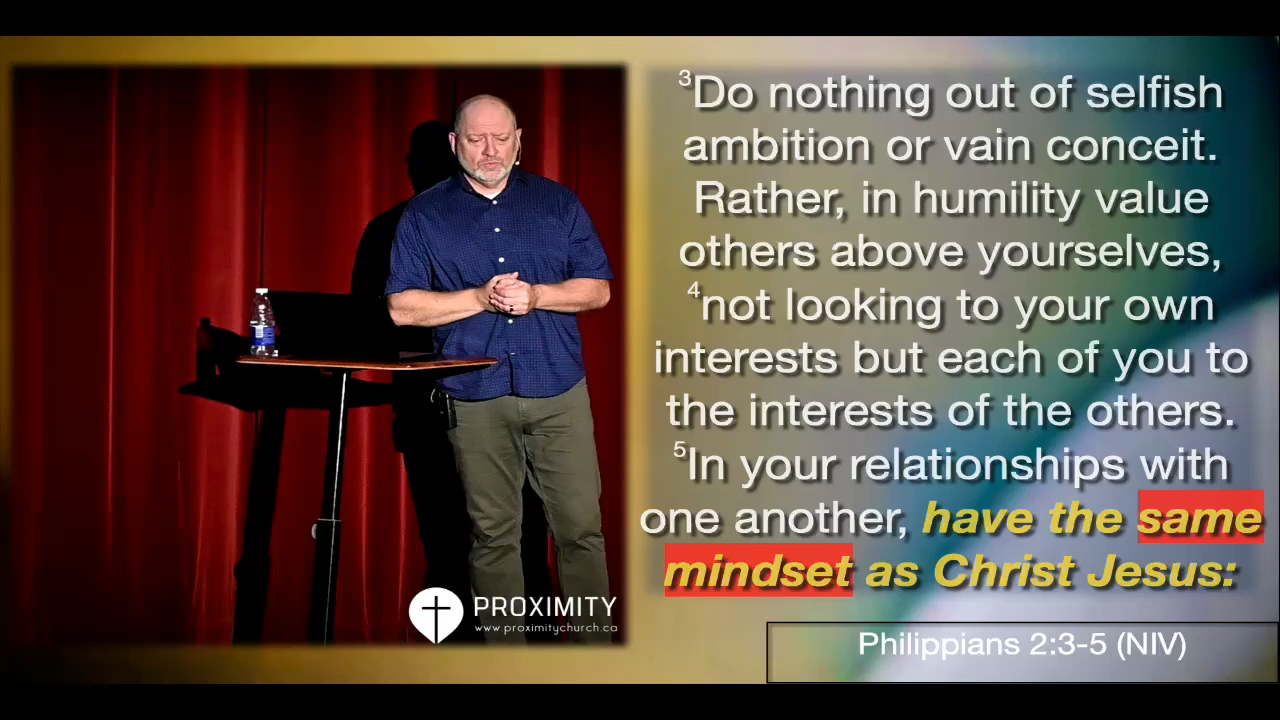 ³Do nothing out of selfish
ambition or vain conceit.
Rather, in humility value
others above yourselves,
⁴not looking to your own
interests but each of you to
the interests of the others.
⁵In your relationships with
one another, have the same
mindset as Christ Jesus:
Philippians 2:3-5 (NIV)
PROXIMITY
www.proximitychurch.ca